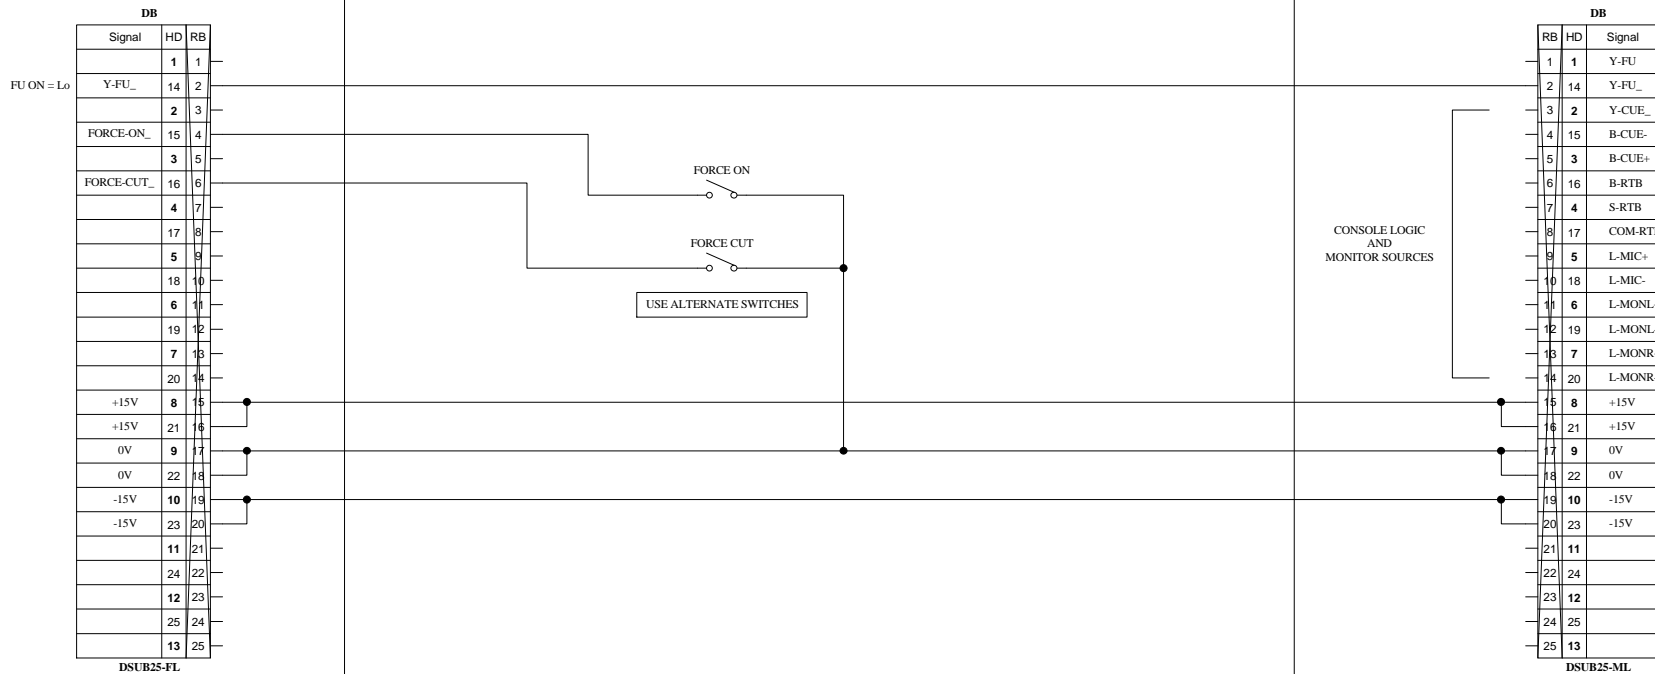 DB
Signal HD RB
1 1
FU ON = Lo Y-FU_ 14 2
2 3
FORCE-ON_ 15 4
3 5
FORCE-CUT_ 16 6
4 7
17 8
5 9
18 10
6 11
19 12
7 13
20 14
+15V 8 15
+15V 21 16
0V 9 17
0V 22 18
-15V 10 19
-15V 23 20
11 21
24 22
12 23
25 24
13 25
DSUB25-FL
FORCE ON
FORCE CUT
USE ALTERNATE SWITCHES
CONSOLE LOGIC
AND
MONITOR SOURCES
DB
RB HD Signal
1 1 Y-FU
2 14 Y-FU_
3 2 Y-CUE_
4 15 B-CUE-
5 3 B-CUE+
6 16 B-RTB
7 4 S-RTB
8 17 COM-RT
9 5 L-MIC+
10 18 L-MIC-
11 6 L-MONL
12 19 L-MONL
13 7 L-MONR
14 20 L-MONR
15 8 +15V
16 21 +15V
17 9 0V
18 22 0V
19 10 -15V
20 23 -15V
21 11
22 24
23 12
24 25
25 13
DSUB25-ML